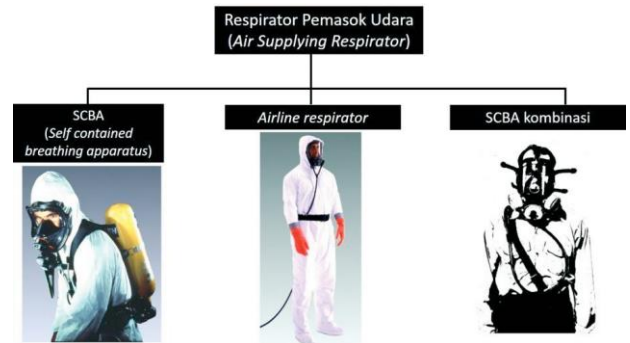 Respirator Pemasok Udara
(Air Supplying Respirator)
SCBA
(Self contained
breathing apparatus)
Airline respirator
SCBA kombinasi